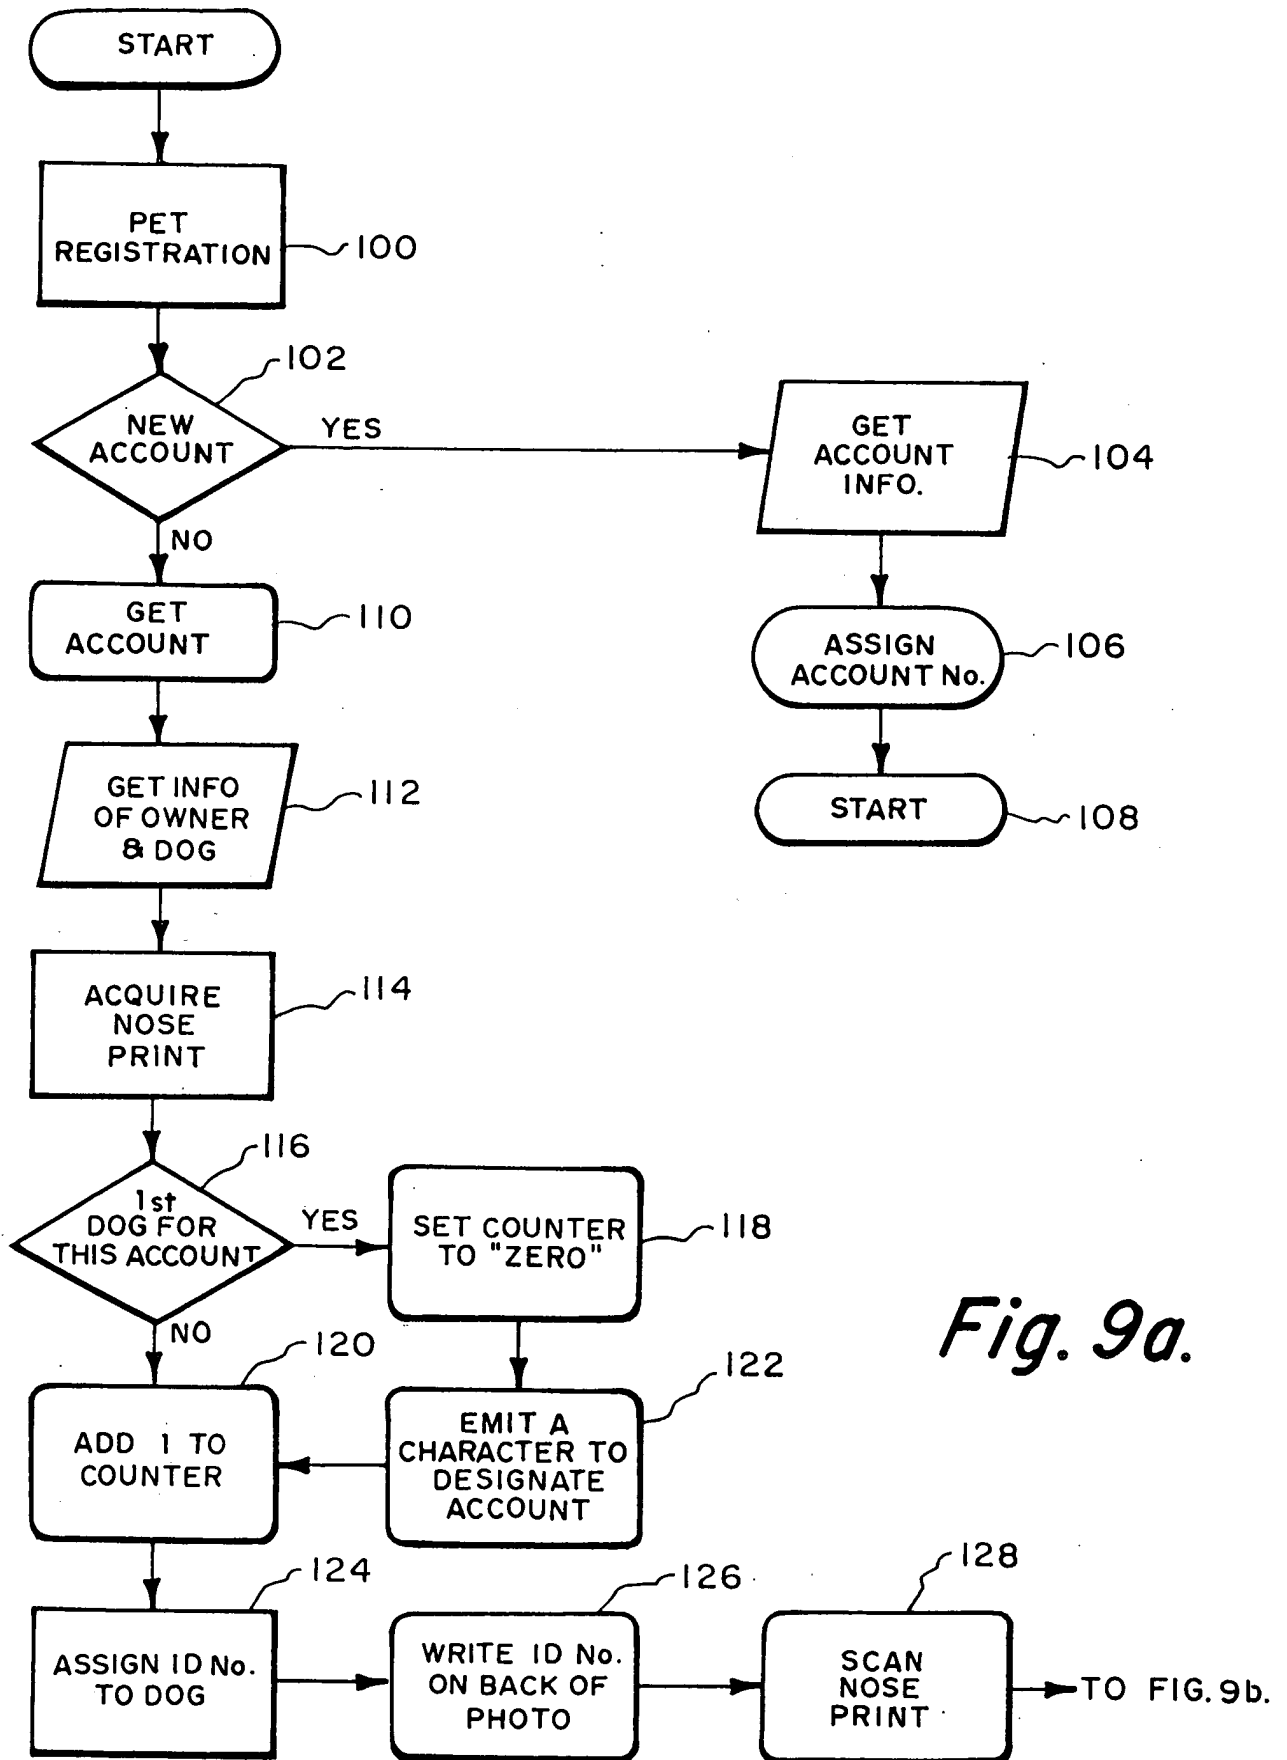 START
PET
REGISTRATION
100
102
NEW
ACCOUNT
YES
NO
GET
ACCOUNT
INFO.
104
ASSIGN
ACCOUNT No.
106
START
108
GET
ACCOUNT
110
GET INFO
OF OWNER
& DOG
112
ACQUIRE
NOSE
PRINT
114
116
1st
DOG FOR
THIS ACCOUNT
YES
NO
SET COUNTER
TO "ZERO"
118
120
ADD 1 TO
COUNTER
122
EMIT A
CHARACTER TO
DESIGNATE
ACCOUNT
Fig. 9a.
124
ASSIGN ID No.
TO DOG
126
WRITE ID No.
ON BACK OF
PHOTO
128
SCAN
NOSE
PRINT
TO FIG. 9b.